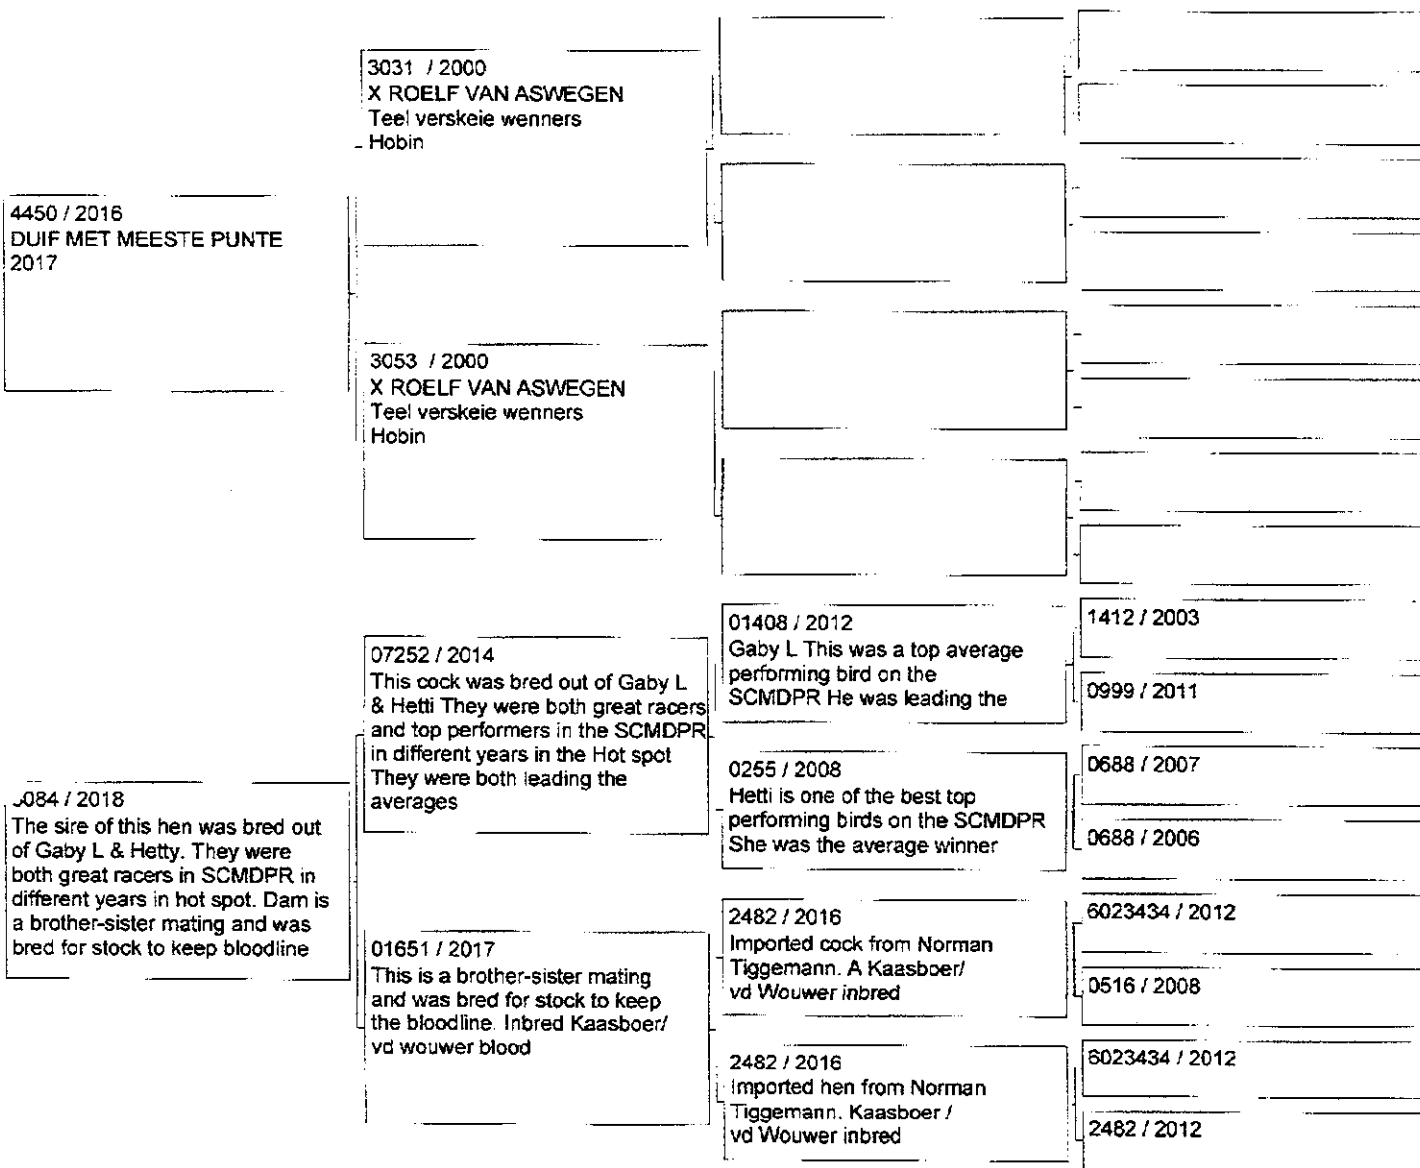 3031 / 2000
X ROELF VAN ASWEGEN
Teel verskeie wenners
Hobin
4450 / 2016
DUIF MET MEESTE PUNTE
2017
3053 / 2000
X ROELF VAN ASWEGEN
Teel verskeie wenners
Hobin
07252 / 2014
This cock was bred out of Gaby L
& Hetti They were both great racers
and top performers in the SCMDPR
in different years in the Hot spot
They were both leading the
averages
01408 / 2012
Gaby L This was a top average
performing bird on the
SCMDPR He was leading the
1412 / 2003
0999 / 2011
0255 / 2008
Hetti is one of the best top
performing birds on the SCMDPR
She was the average winner
0688 / 2007
0688 / 2006
084 / 2018
The sire of this hen was bred out
of Gaby L & Hetty. They were
both great racers in SCMDPR in
different years in hot spot. Dam is
a brother-sister mating and was
bred for stock to keep bloodline
01651 / 2017
This is a brother-sister mating
and was bred for stock to keep
the bloodline. Inbred Kaasboer/
vd wouwer blood
2482 / 2016
Imported cock from Norman
Tiggemann. A Kaasboer/
vd Wouwer inbred
6023434 / 2012
0516 / 2008
2482 / 2016
Imported hen from Norman
Tiggemann. Kaasboer /
vd Wouwer inbred
6023434 / 2012
2482 / 2012